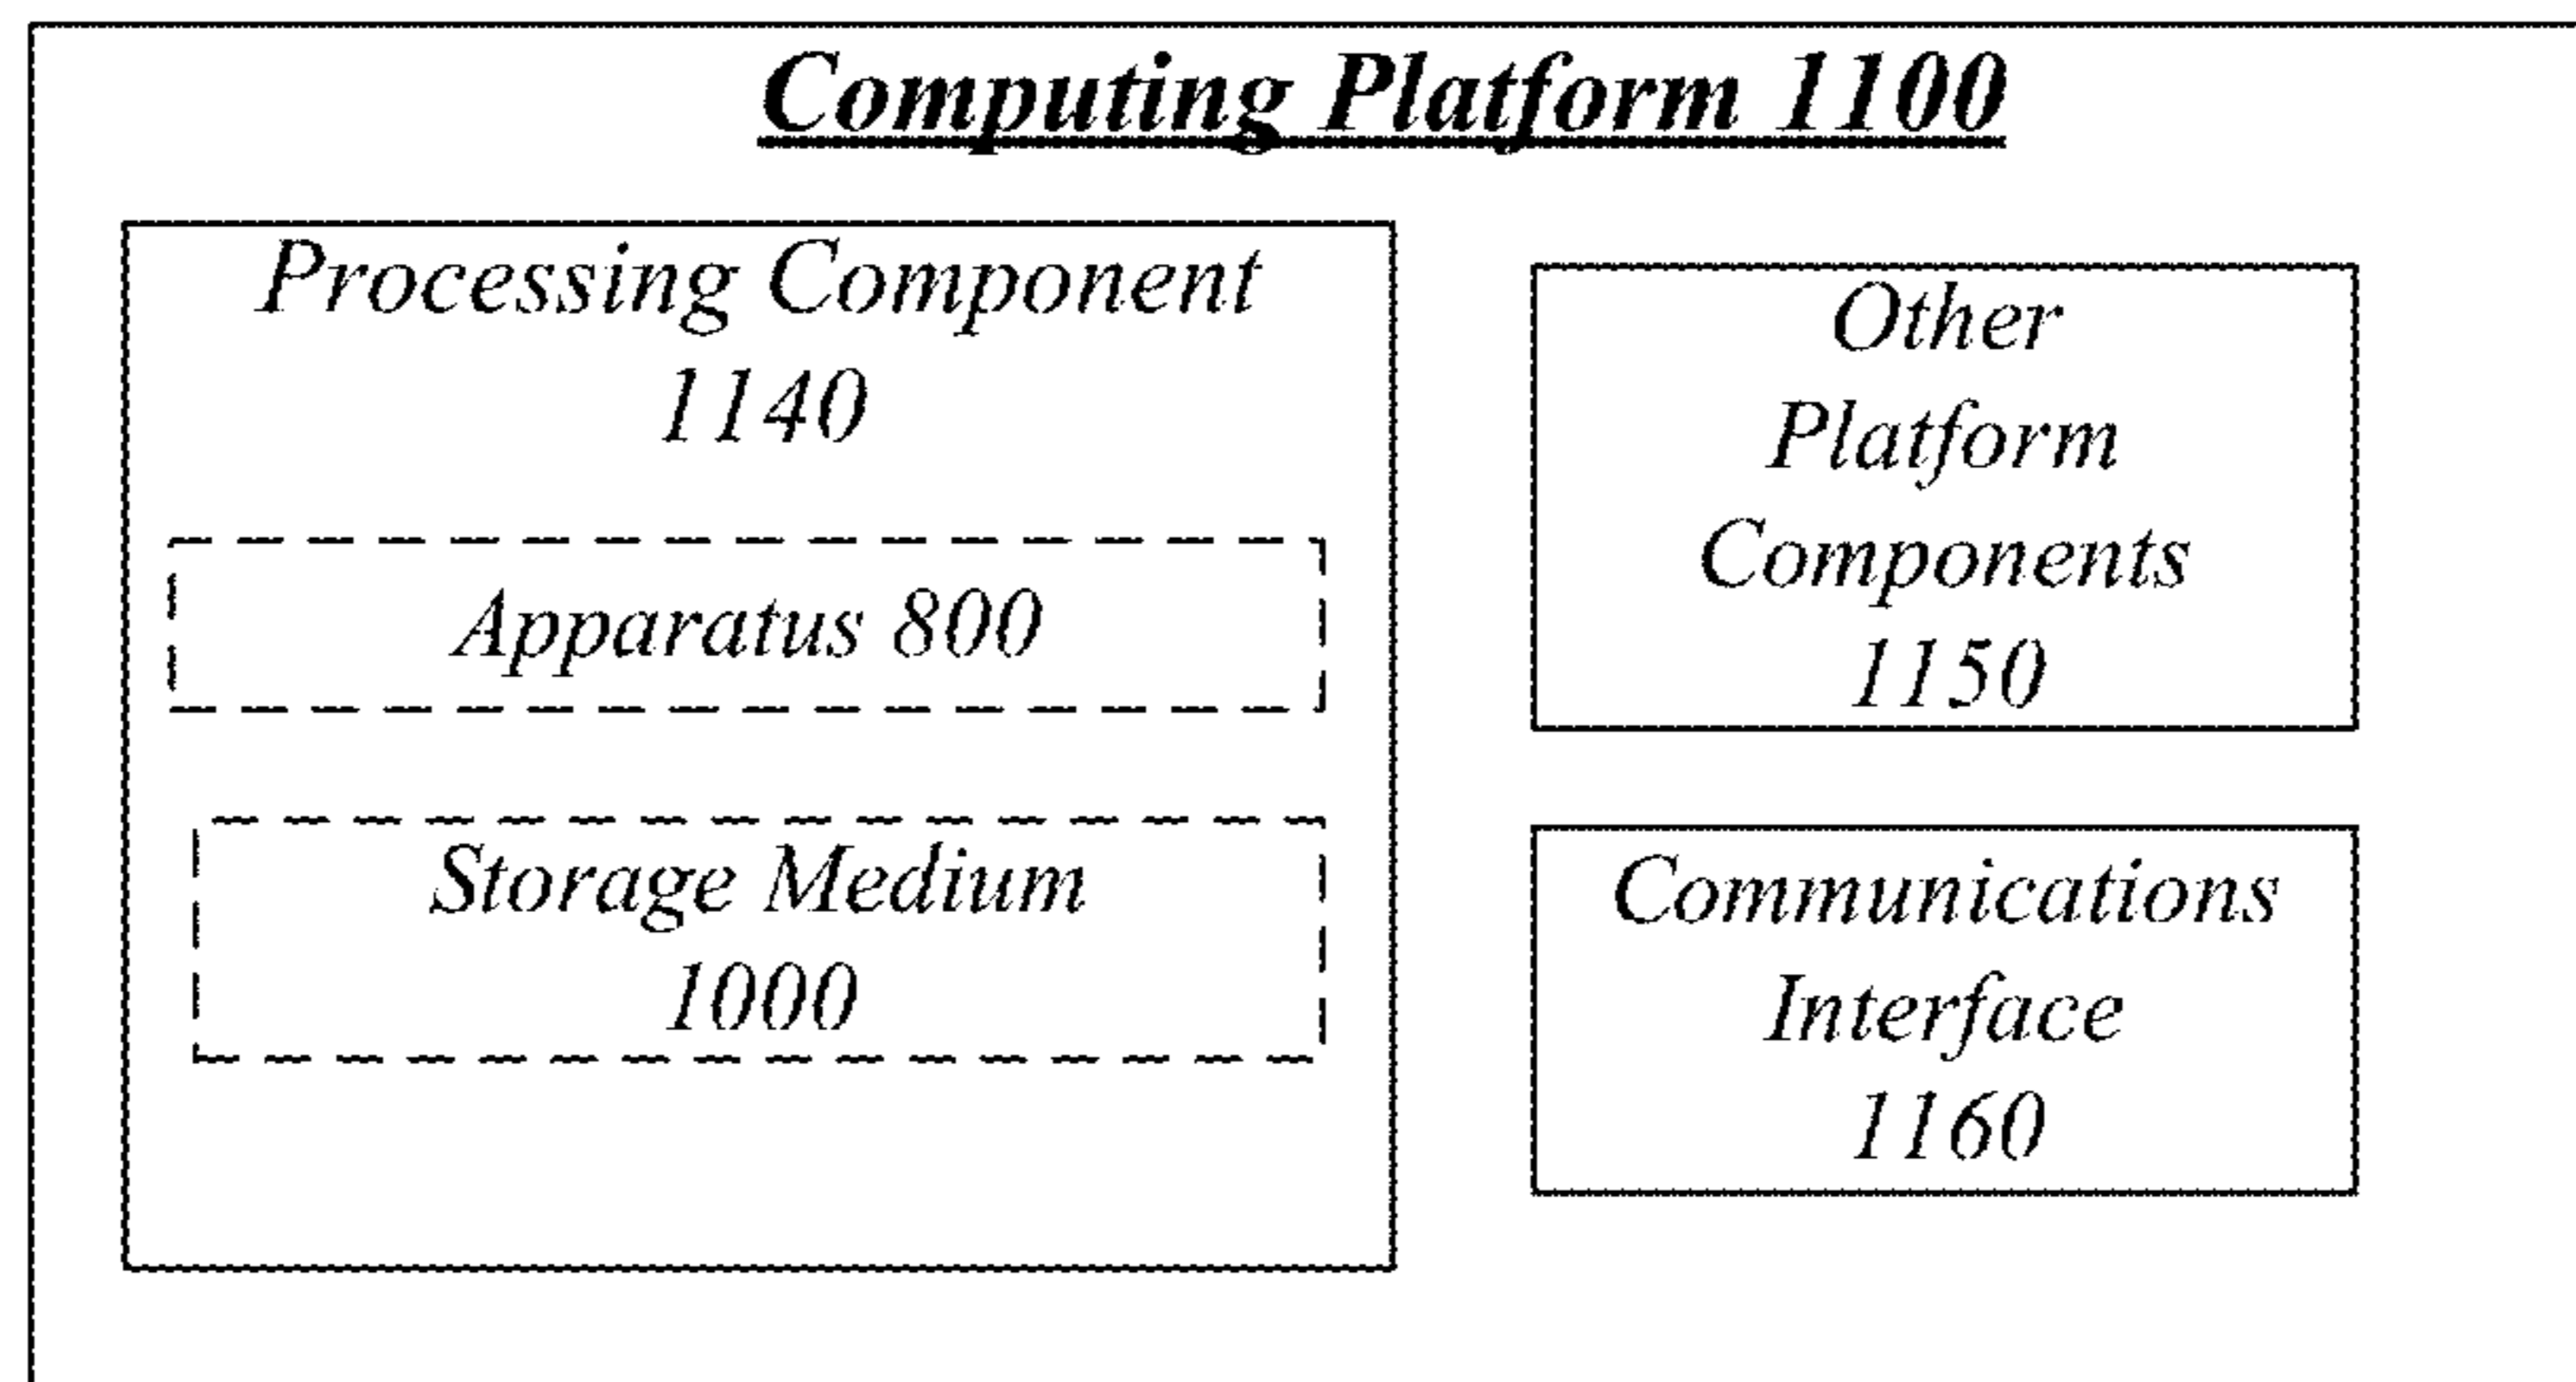 Computing Platform 1100
Processing Component
1140
Apparatus 800
Storage Medium
1000
Other
Platform
Components
1150
Communications
Interface
1160